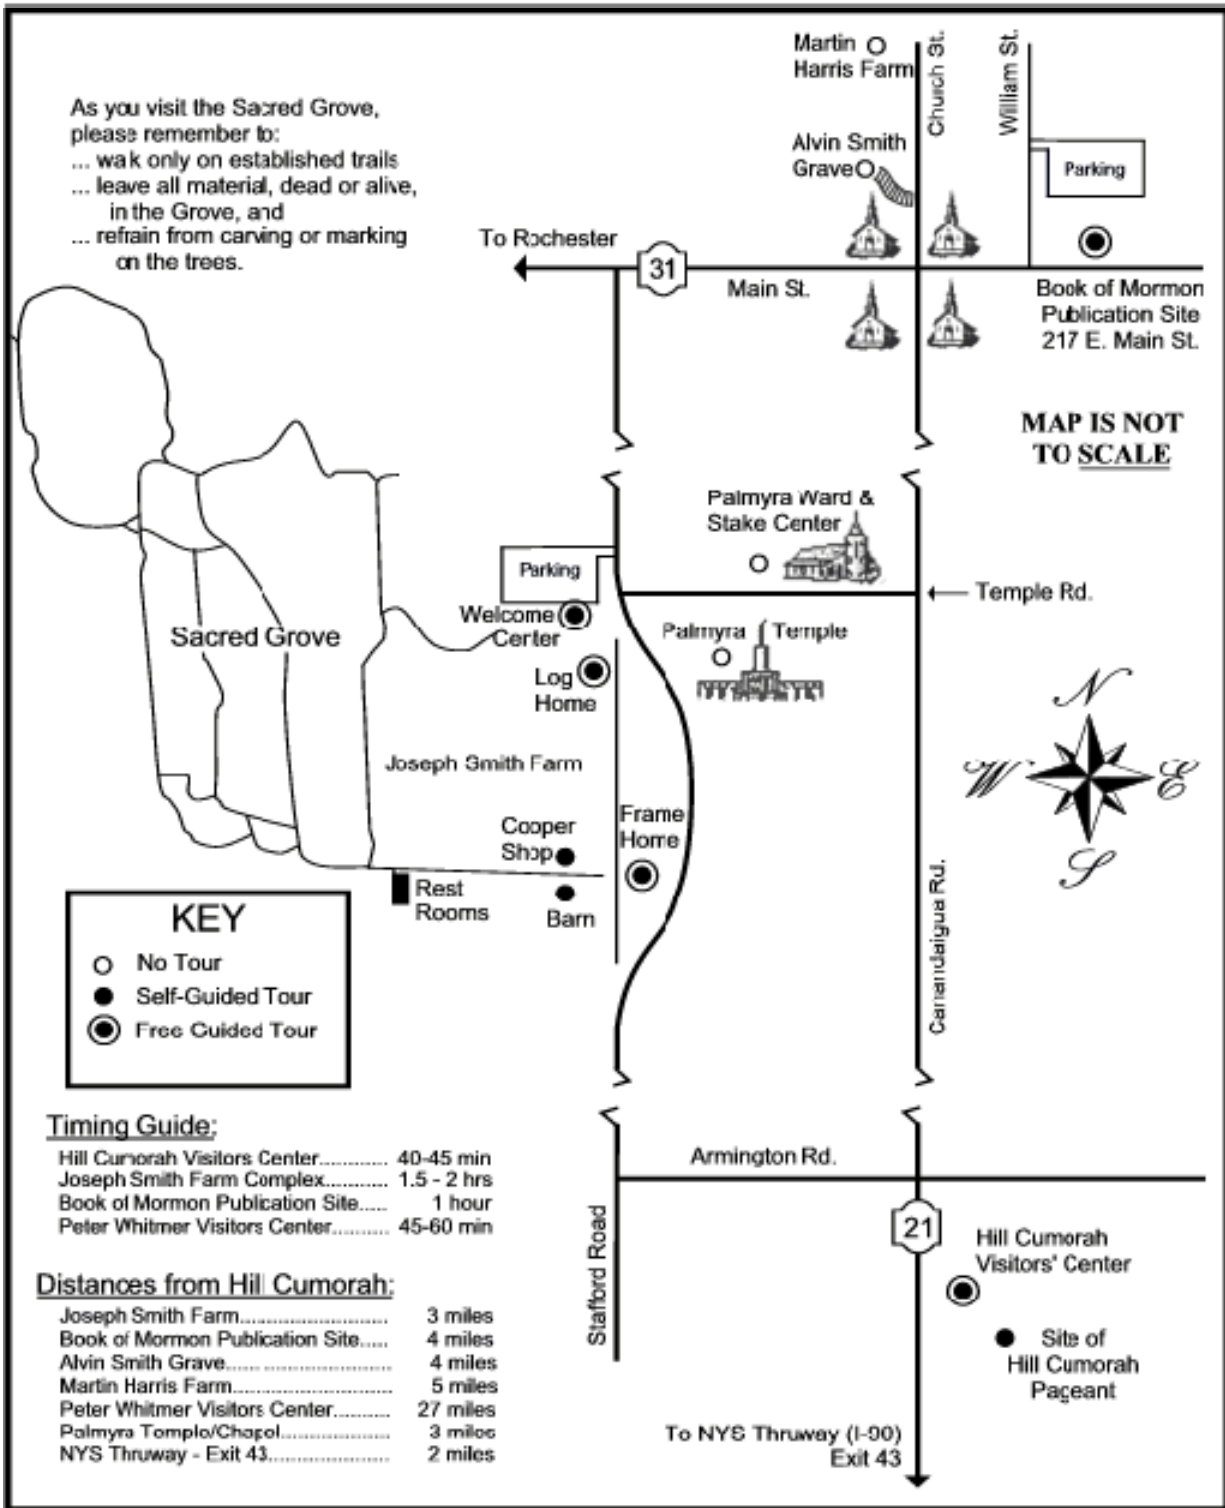 Martin
Harris Farm
Church St.
William St.
As you visit the Sacred Grove,
please remember to:
... walk only on established trails
... leave all material, dead or alive,
in the Grove, and
... refrain from carving or marking
on the trees.
Alvin Smith
Grave
Parking
To Rochester
31
Main St.
Book of Mormon
Publication Site
217 E. Main St.
MAP IS NOT
TO SCALE
Palmyra Ward &
Stake Center
Parking
Temple Rd.
Welcome
Center
Sacred Grove
Palmyra Temple
Log
Home
N
W
E
S
Joseph Smith Farm
Cooper
Shop
Frame
Home
Rest
Rooms
Barn
Canandaigua Rd.
KEY
No Tour
Self-Guided Tour
Free Guided Tour
Timing Guide:
Hill Cumorah Visitors Center............ 40-45 min
Joseph Smith Farm Complex........... 1.5 - 2 hrs
Book of Mormon Publication Site..... 1 hour
Peter Whitmer Visitors Center.......... 45-60 min
Armington Rd.
21
Stafford Road
Hill Cumorah
Visitors' Center
Site of
Hill Cumorah
Pageant
Distances from Hill Cumorah:
Joseph Smith Farm.......................... 3 miles
Book of Mormon Publication Site..... 4 miles
Alvin Smith Grave............................ 4 miles
Martin Harris Farm............................ 5 miles
Peter Whitmer Visitors Center.......... 27 miles
Palmyra Temple/Chapel................... 3 miles
NYS Thruway - Exit 43..................... 2 miles
To NYS Thruway (I-90)
Exit 43